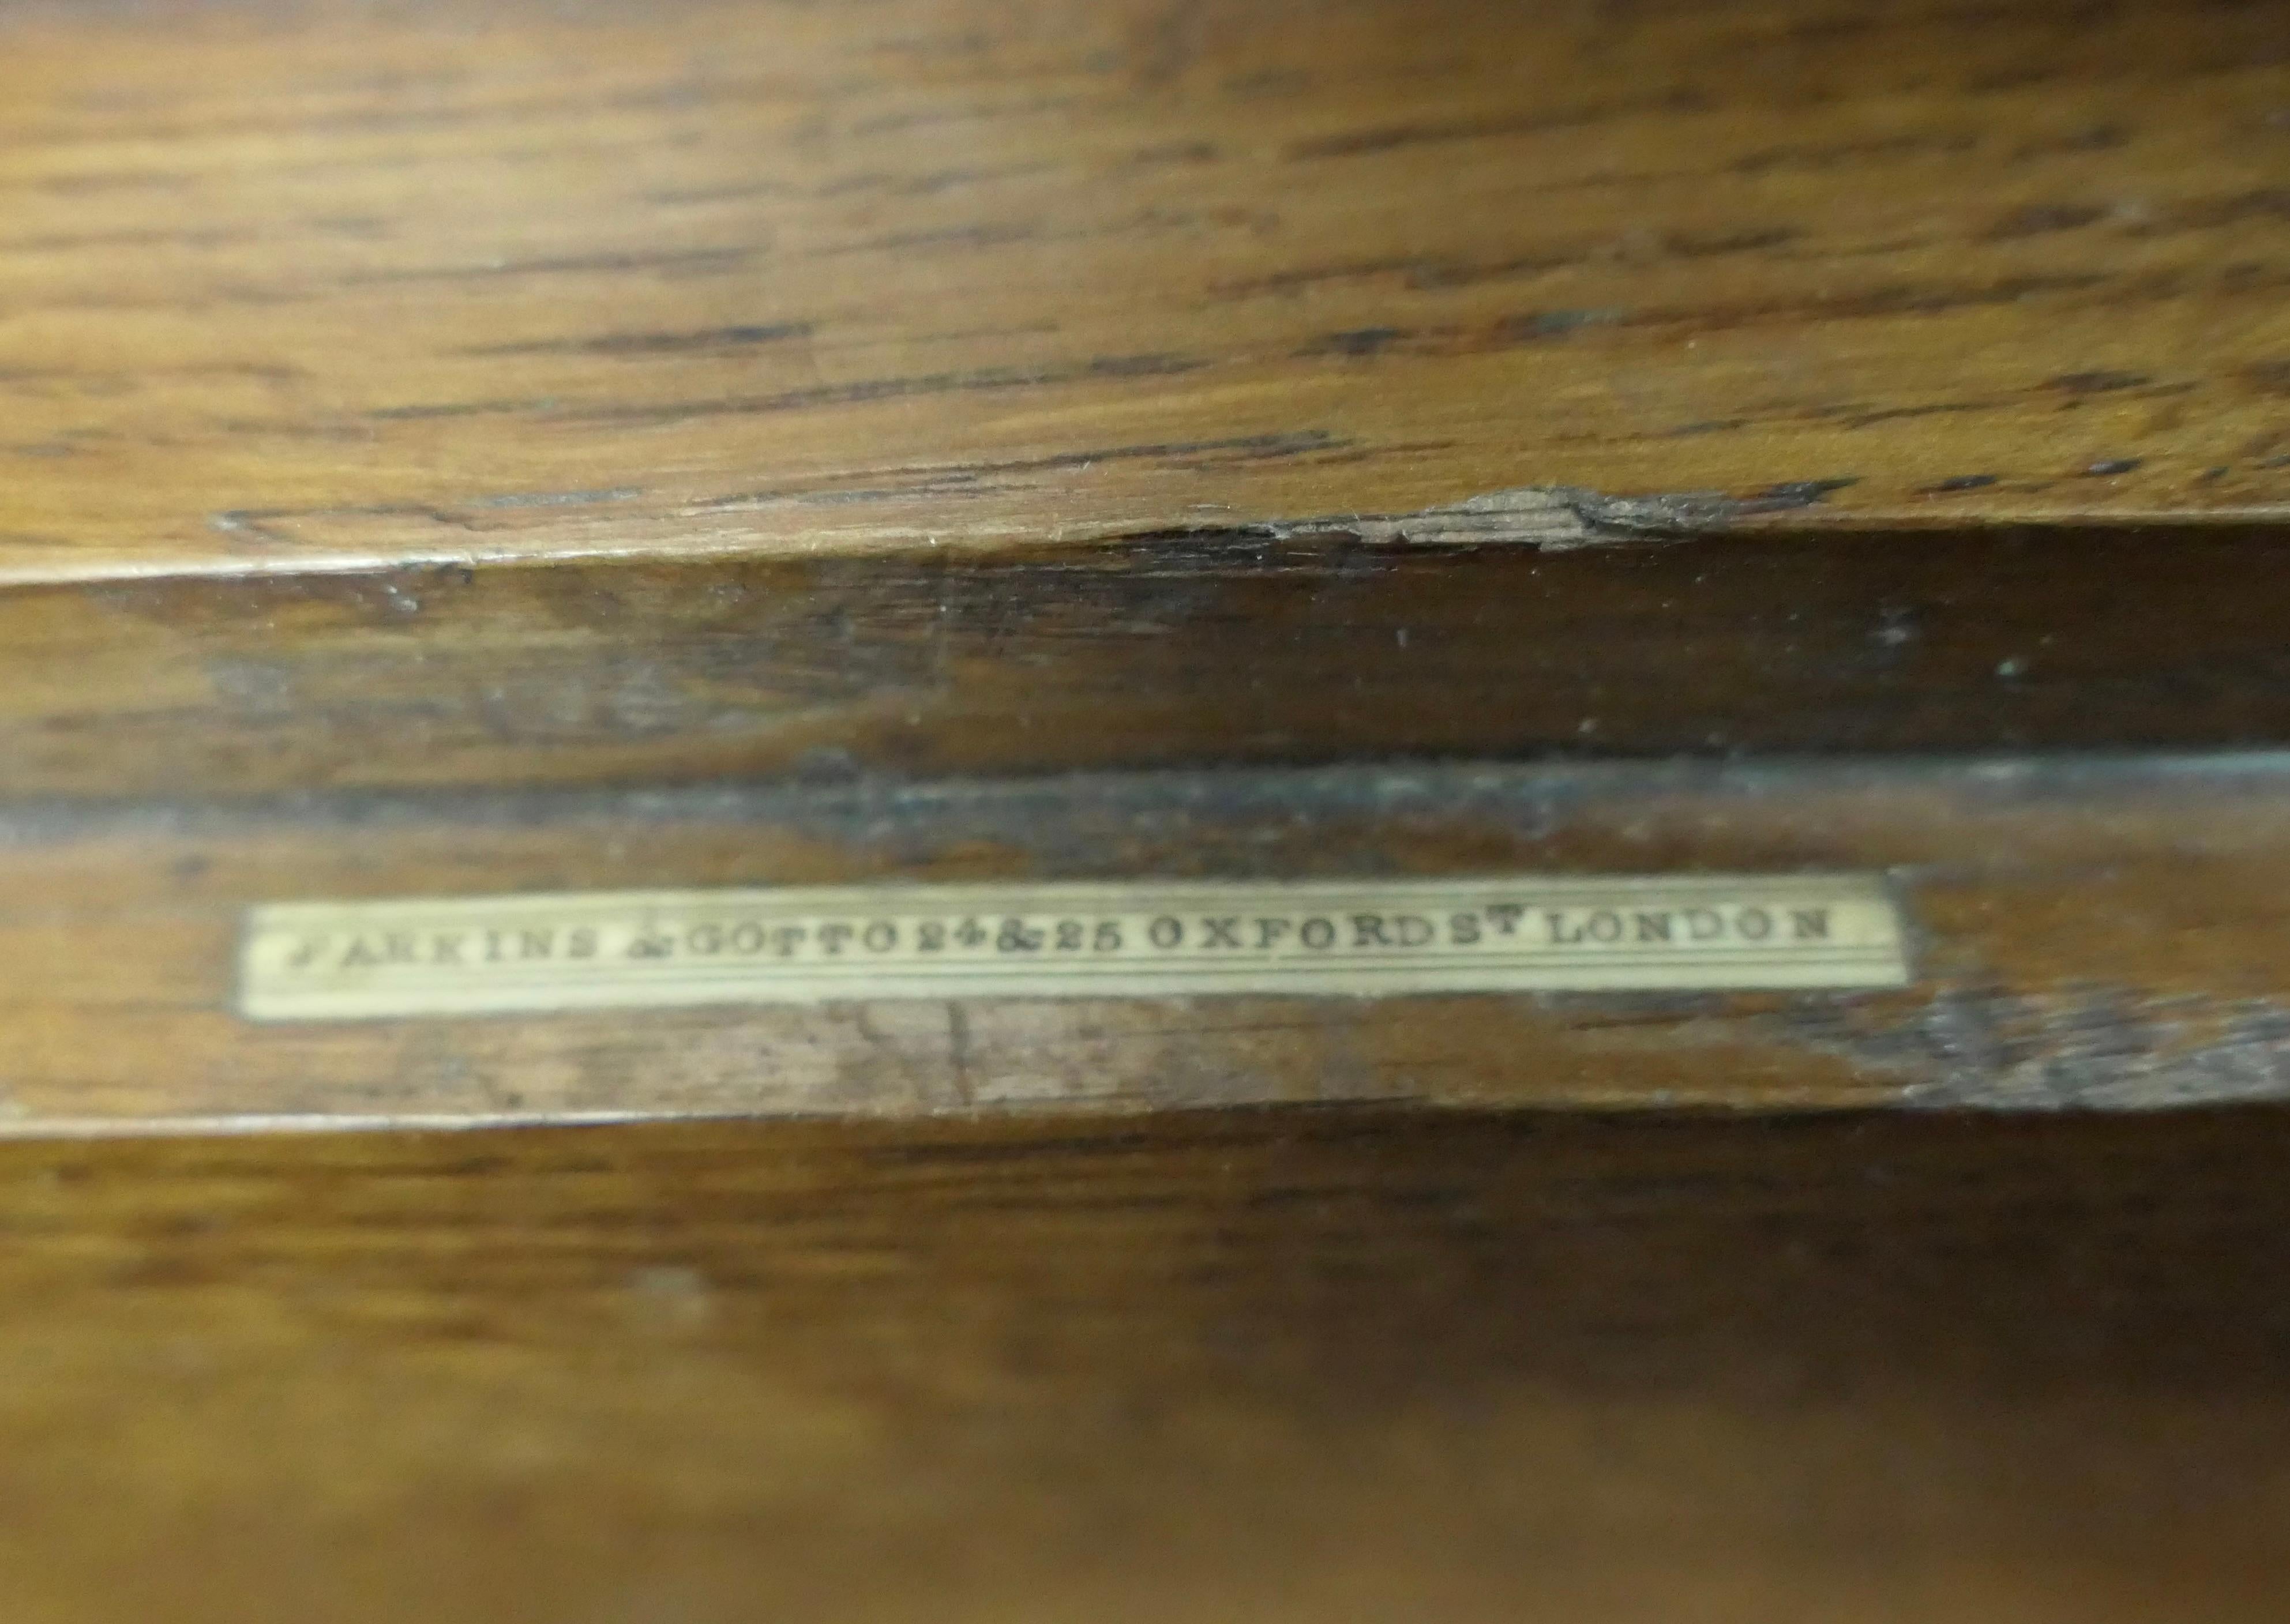 PARKINS & GOTTO 24 & 25 OXFORD ST LONDON